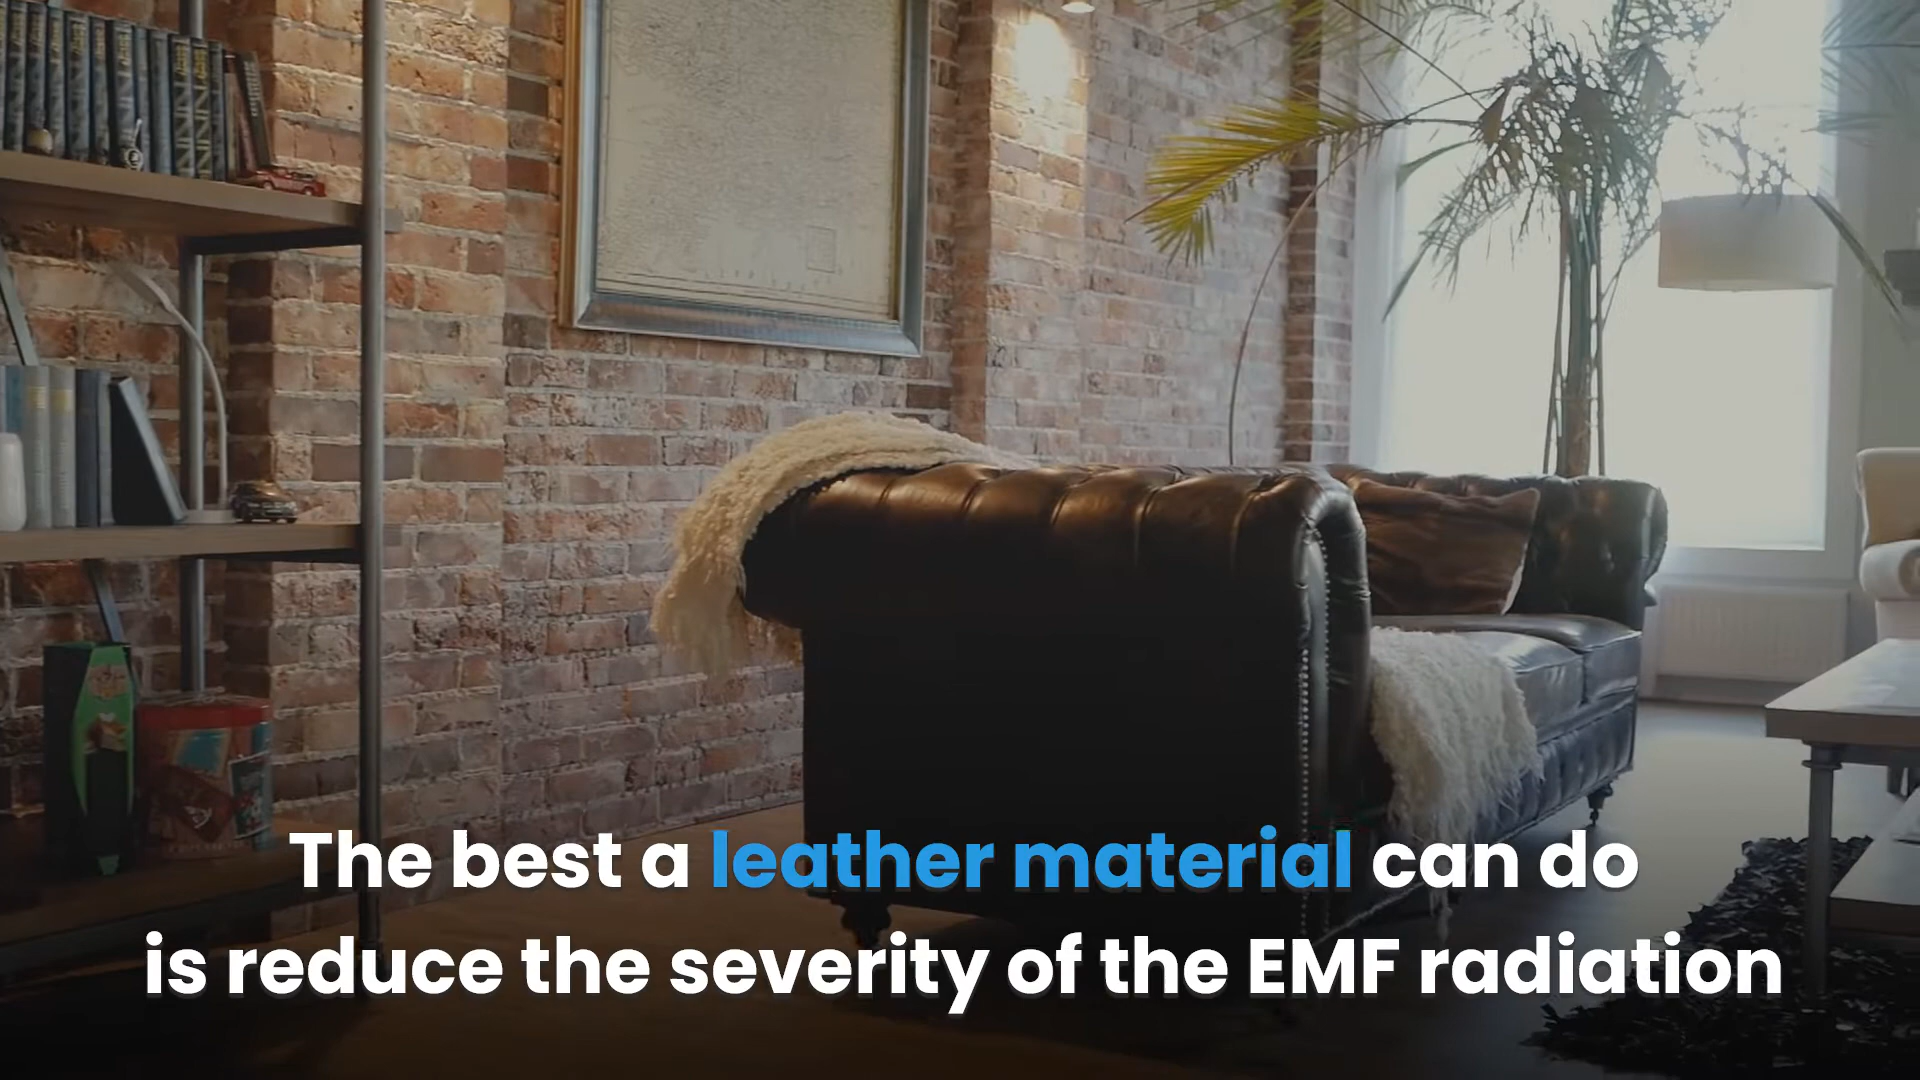 The best a leather material can do
is reduce the severity of the EMF radiation